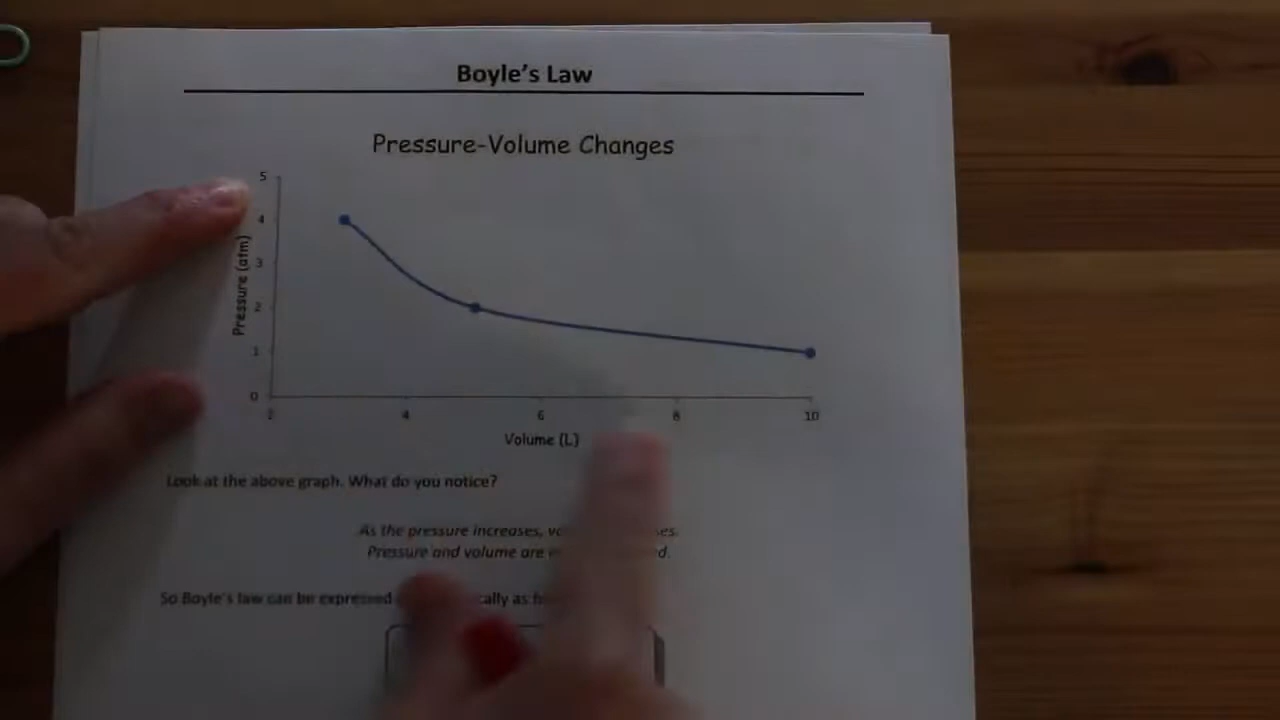 Boyle's Law
Pressure-Volume Changes
5
4
3
2
1
0
Pressure (atm)
2
4
6
8
10
Volume (L)
Look at the above graph. What do you notice?
As the pressure increases,
Pressure and volume are
So Boyle's law can be expressed